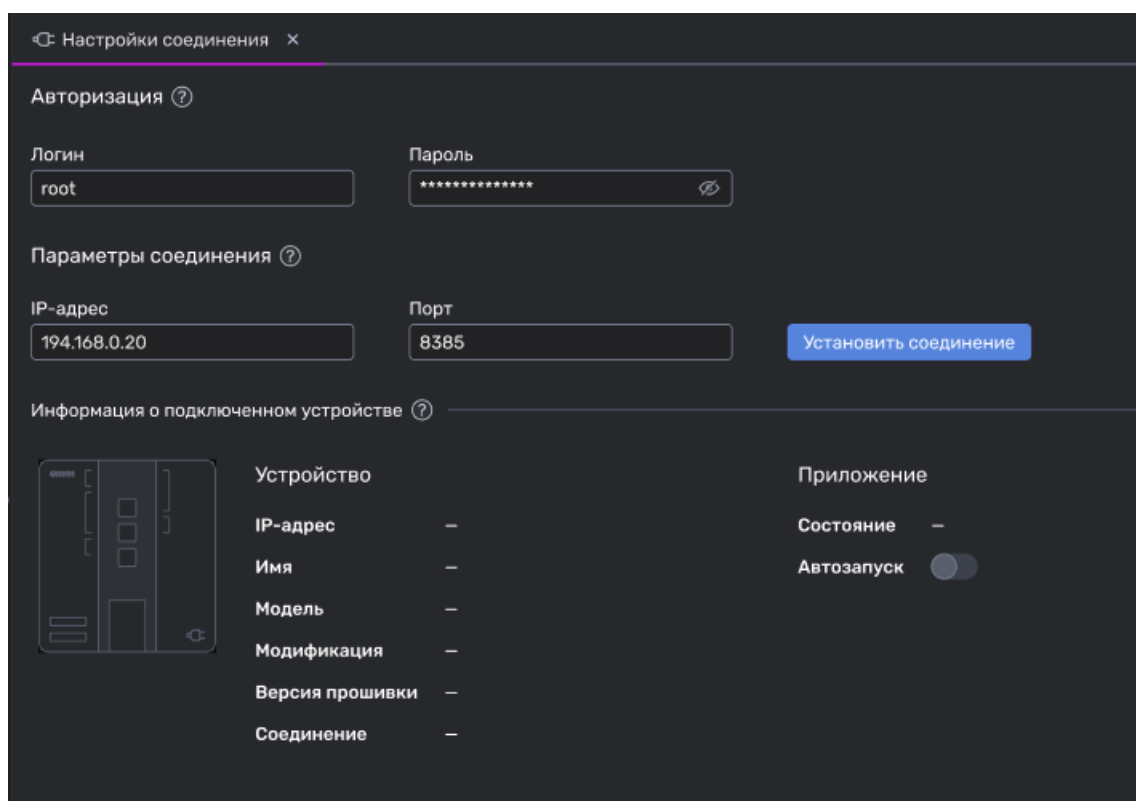 Настройки соединения ×
Авторизация ?
Логин Пароль
root **************
Параметры соединения ?
IP-адрес Порт
194.168.0.20 8385 Установить соединение
Информация о подключенном устройстве ?
Устройство Приложение
IP-адрес — Состояние —
Имя — Автозапуск
Модель —
Модификация —
Версия прошивки —
Соединение —